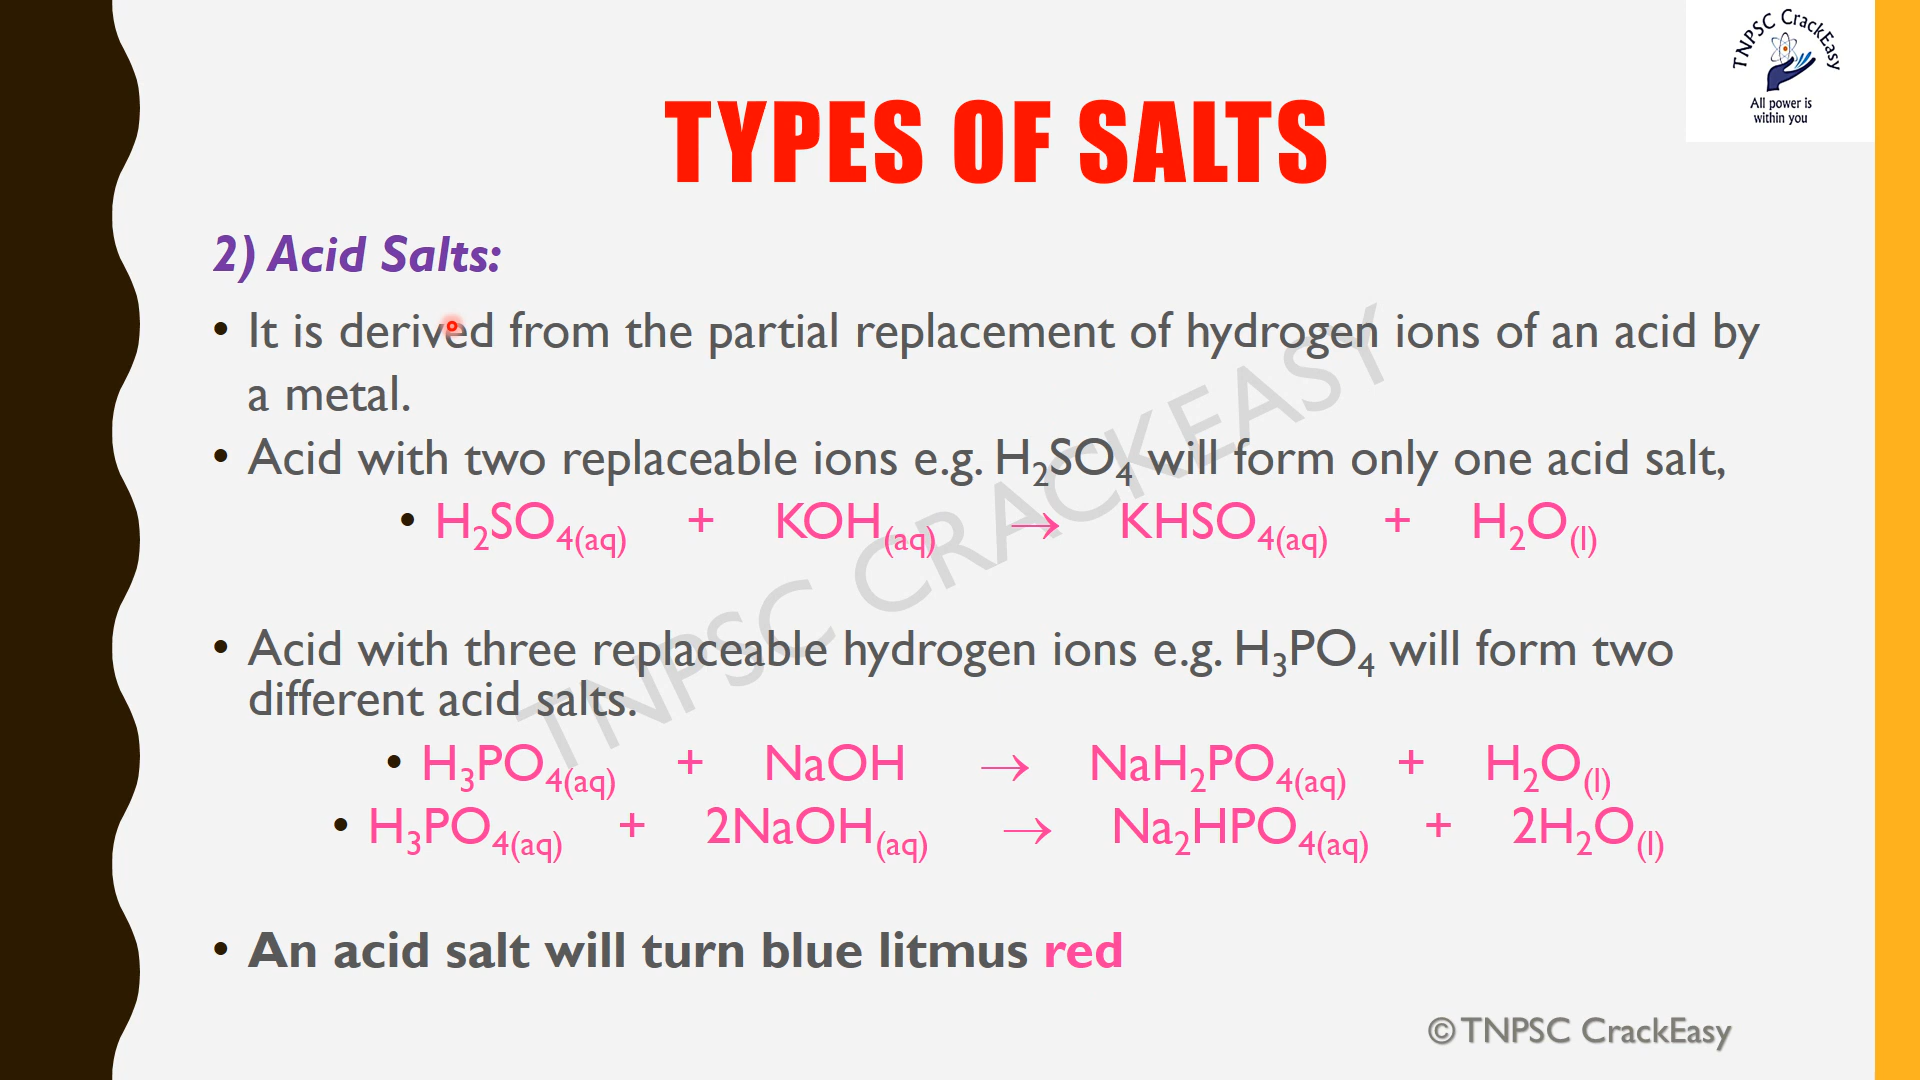 TNPSC CrackEasy
All power is
within you
TYPES OF SALTS
2) Acid Salts:
• It is derived from the partial replacement of hydrogen ions of an acid by
a metal.
• Acid with two replaceable ions e.g. H₂SO₄ will form only one acid salt,
• H₂SO₄(aq) + KOH(aq) → KHSO₄(aq) + H₂O(l)
• Acid with three replaceable hydrogen ions e.g. H₃PO₄ will form two
different acid salts.
• H₃PO₄(aq) + NaOH → NaH₂PO₄(aq) + H₂O(l)
• H₃PO₄(aq) + 2NaOH(aq) → Na₂HPO₄(aq) + 2H₂O(l)
• An acid salt will turn blue litmus red
TNPSC CRACKEASY
© TNPSC CrackEasy